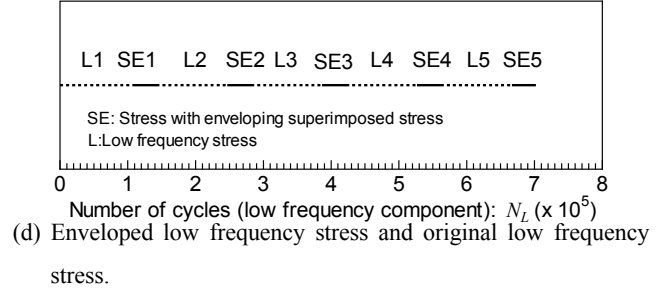 L1 SE1 L2 SE2 L3 SE3 L4 SE4 L5 SE5
SE: Stress with enveloping superimposed stress
L:Low frequency stress
0 1 2 3 4 5 6 7 8
Number of cycles (low frequency component): N_L (x 10^5)
(d) Enveloped low frequency stress and original low frequency
stress.